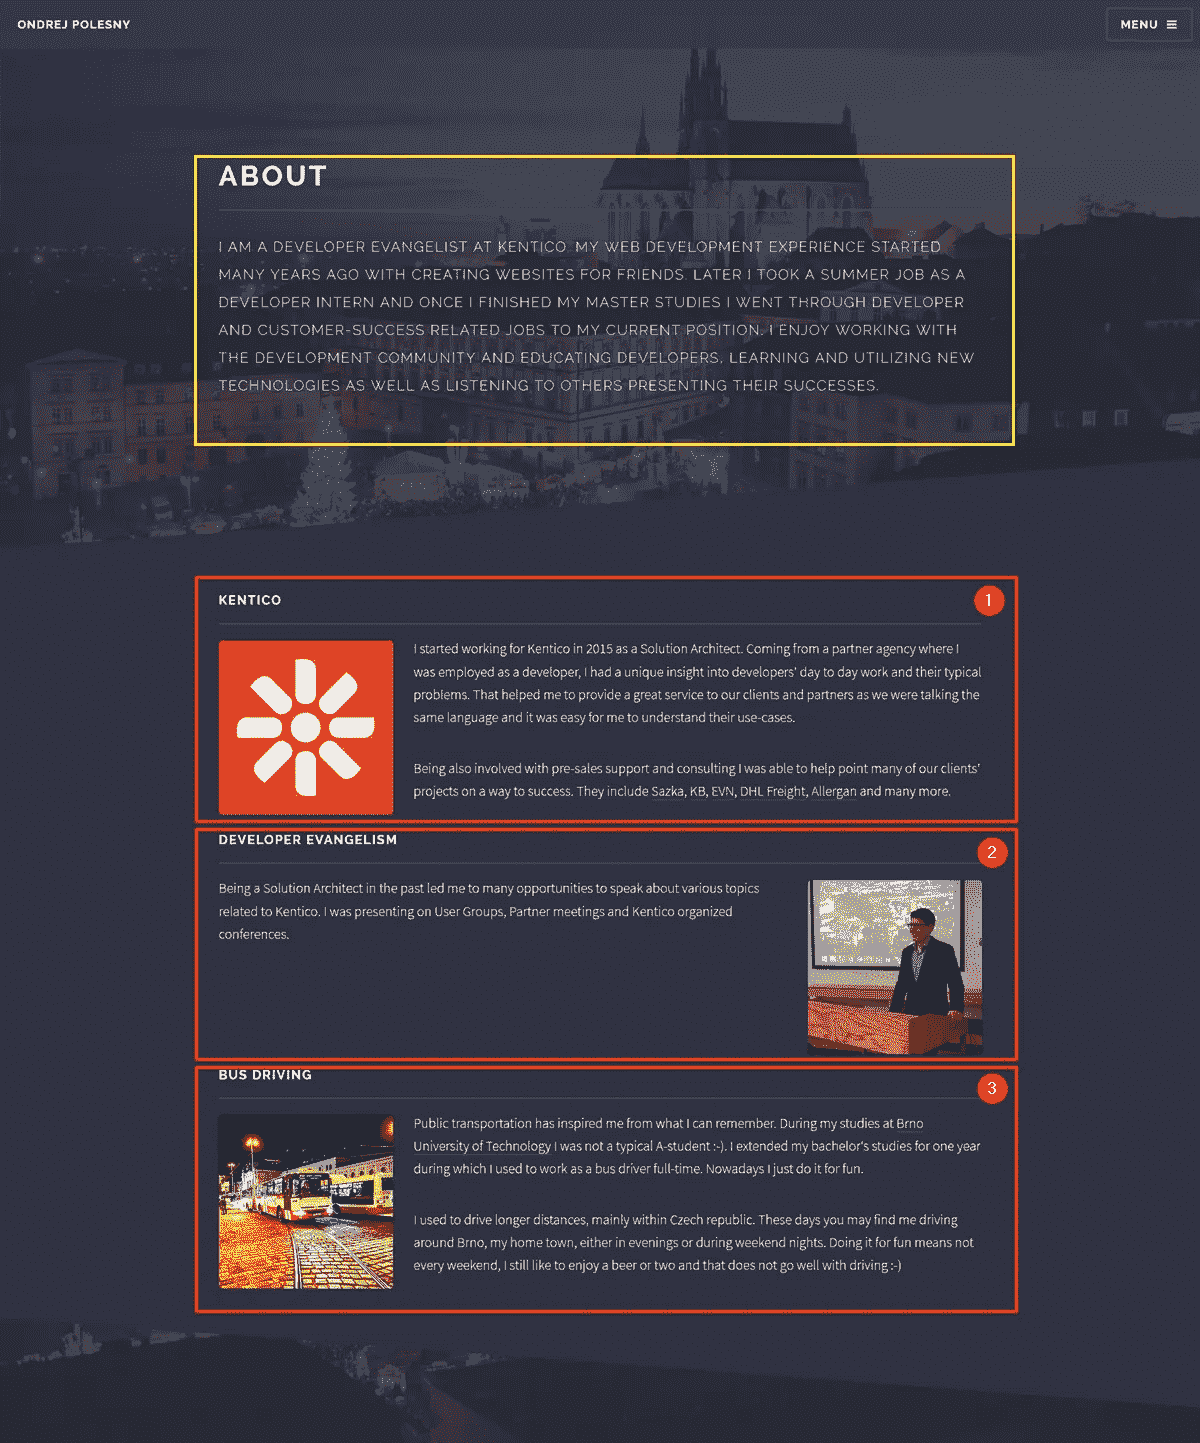 ONDREJ POLESNY
MENU
ABOUT
I AM A DEVELOPER EVANGELIST AT KENTICO. MY WEB DEVELOPMENT EXPERIENCE STARTED
MANY YEARS AGO WITH CREATING WEBSITES FOR FRIENDS. LATER I TOOK A SUMMER JOB AS A
DEVELOPER INTERN AND ONCE I FINISHED MY MASTER STUDIES I WENT THROUGH DEVELOPER
AND CUSTOMER-SUCCESS RELATED JOBS TO MY CURRENT POSITION. I ENJOY WORKING WITH
THE DEVELOPMENT COMMUNITY AND EDUCATING DEVELOPERS, LEARNING AND UTILIZING NEW
TECHNOLOGIES AS WELL AS LISTENING TO OTHERS PRESENTING THEIR SUCCESSES.
KENTICO
1
I started working for Kentico in 2015 as a Solution Architect. Coming from a partner agency where I
was employed as a developer, I had a unique insight into developers' day to day work and their typical
problems. That helped me to provide a great service to our clients and partners as we were talking the
same language and it was easy for me to understand their use-cases.
Being also involved with pre-sales support and consulting I was able to help point many of our clients'
projects on a way to success. They include Sazka, KB, EVN, DHL Freight, Allergan and many more.
DEVELOPER EVANGELISM
2
Being a Solution Architect in the past led me to many opportunities to speak about various topics
related to Kentico. I was presenting on User Groups, Partner meetings and Kentico organized
conferences.
BUS DRIVING
3
Public transportation has inspired me from what I can remember. During my studies at Brno
University of Technology I was not a typical A-student :-). I extended my bachelor's studies for one year
during which I used to work as a bus driver full-time. Nowadays I just do it for fun.
I used to drive longer distances, mainly within Czech republic. These days you may find me driving
around Brno, my home town, either in evenings or during weekend nights. Doing it for fun means not
every weekend, I still like to enjoy a beer or two and that does not go well with driving :-)